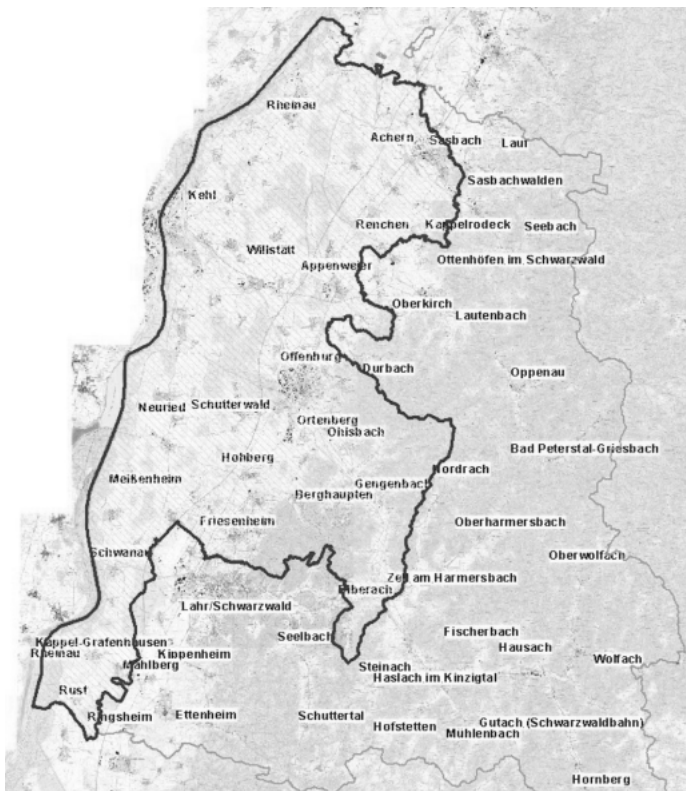 Rheinau
Achern
Sasbach
Lauf
Sasbachwalden
Kehl
Renchen
Kappelrodeck
Seebach
Willstätt
Appenweier
Ottenhöfen im Schwarzwald
Oberkirch
Lautenbach
Offenburg
Durbach
Oppenau
Neuried
Schutterwald
Ortenberg
Ohlsbach
Hohberg
Bad Peterstal-Griesbach
Nordrach
Meißenheim
Gengenbach
Berghaupten
Friesenheim
Oberharmersbach
Schwanau
Oberwolfach
Zell am Harmersbach
Biberach
Lahr/Schwarzwald
Seelbach
Fischerbach
Kappel-Grafenhausen
Rheinau
Kippenheim
Hausach
Mahlberg
Steinach
Wolfach
Haslach im Kinzigtal
Rust
Ringsheim
Ettenheim
Schuttertal
Hofstetten
Gutach (Schwarzwaldbahn)
Mühlenbach
Hornberg